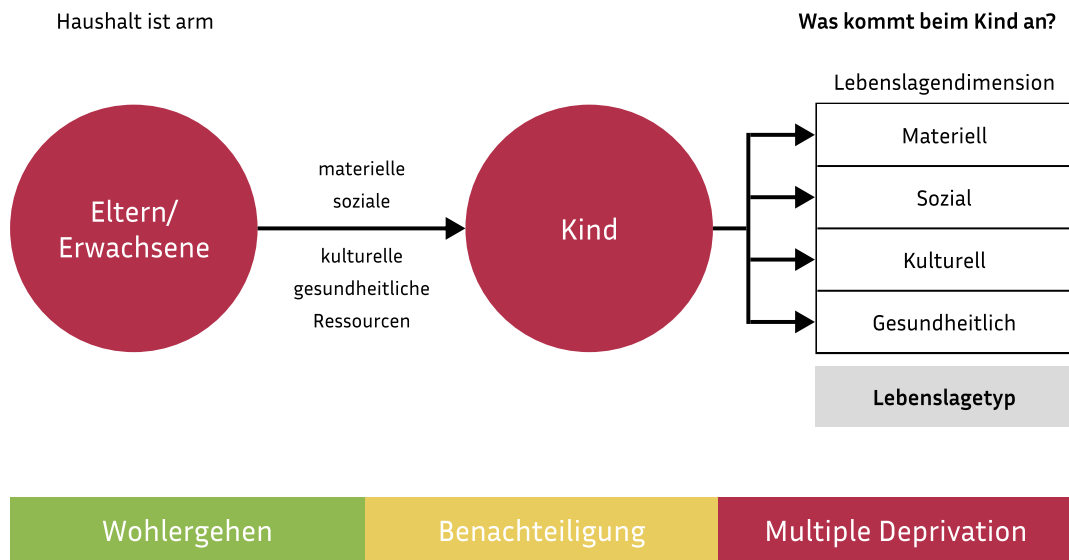 Haushalt ist arm
Was kommt beim Kind an?
Lebenslagendimension
Eltern/
Erwachsene
materielle
soziale
kulturelle
gesundheitliche
Ressourcen
Kind
Materiell
Sozial
Kulturell
Gesundheitlich
Lebenslagetyp
Wohlergehen
Benachteiligung
Multiple Deprivation